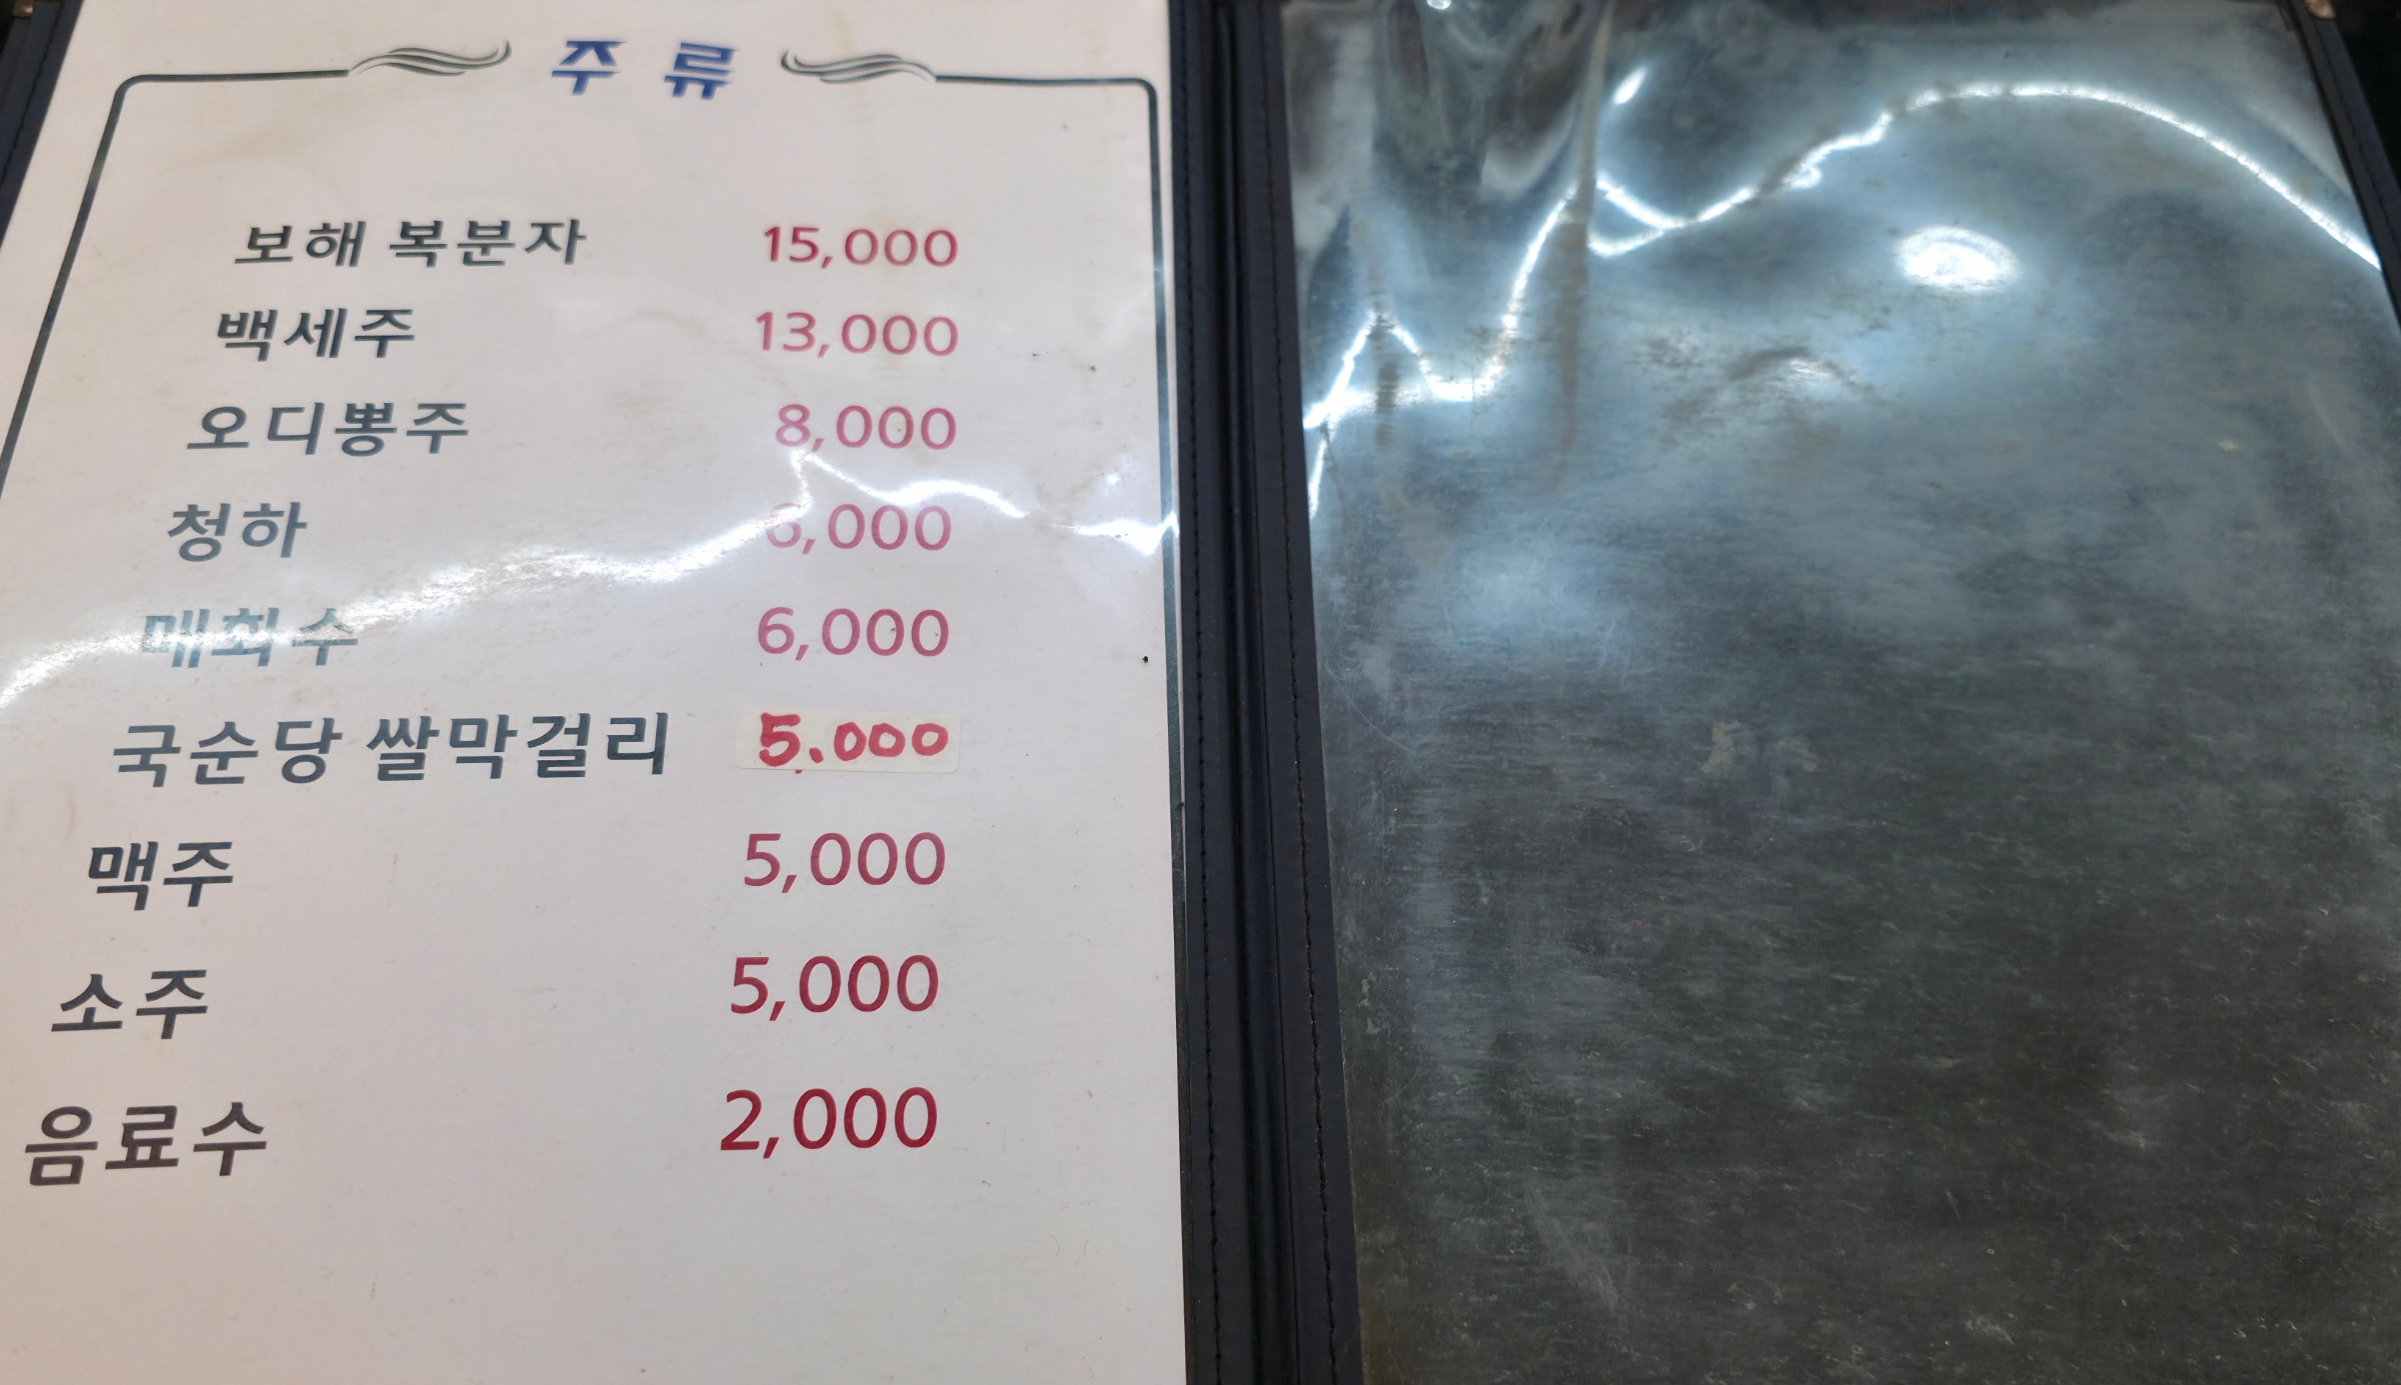 주 류
보해 복분자 15,000
백세주 13,000
오디뽕주 8,000
청하 6,000
매화수 6,000
국순당 쌀막걸리 5.000
맥주 5,000
소주 5,000
음료수 2,000